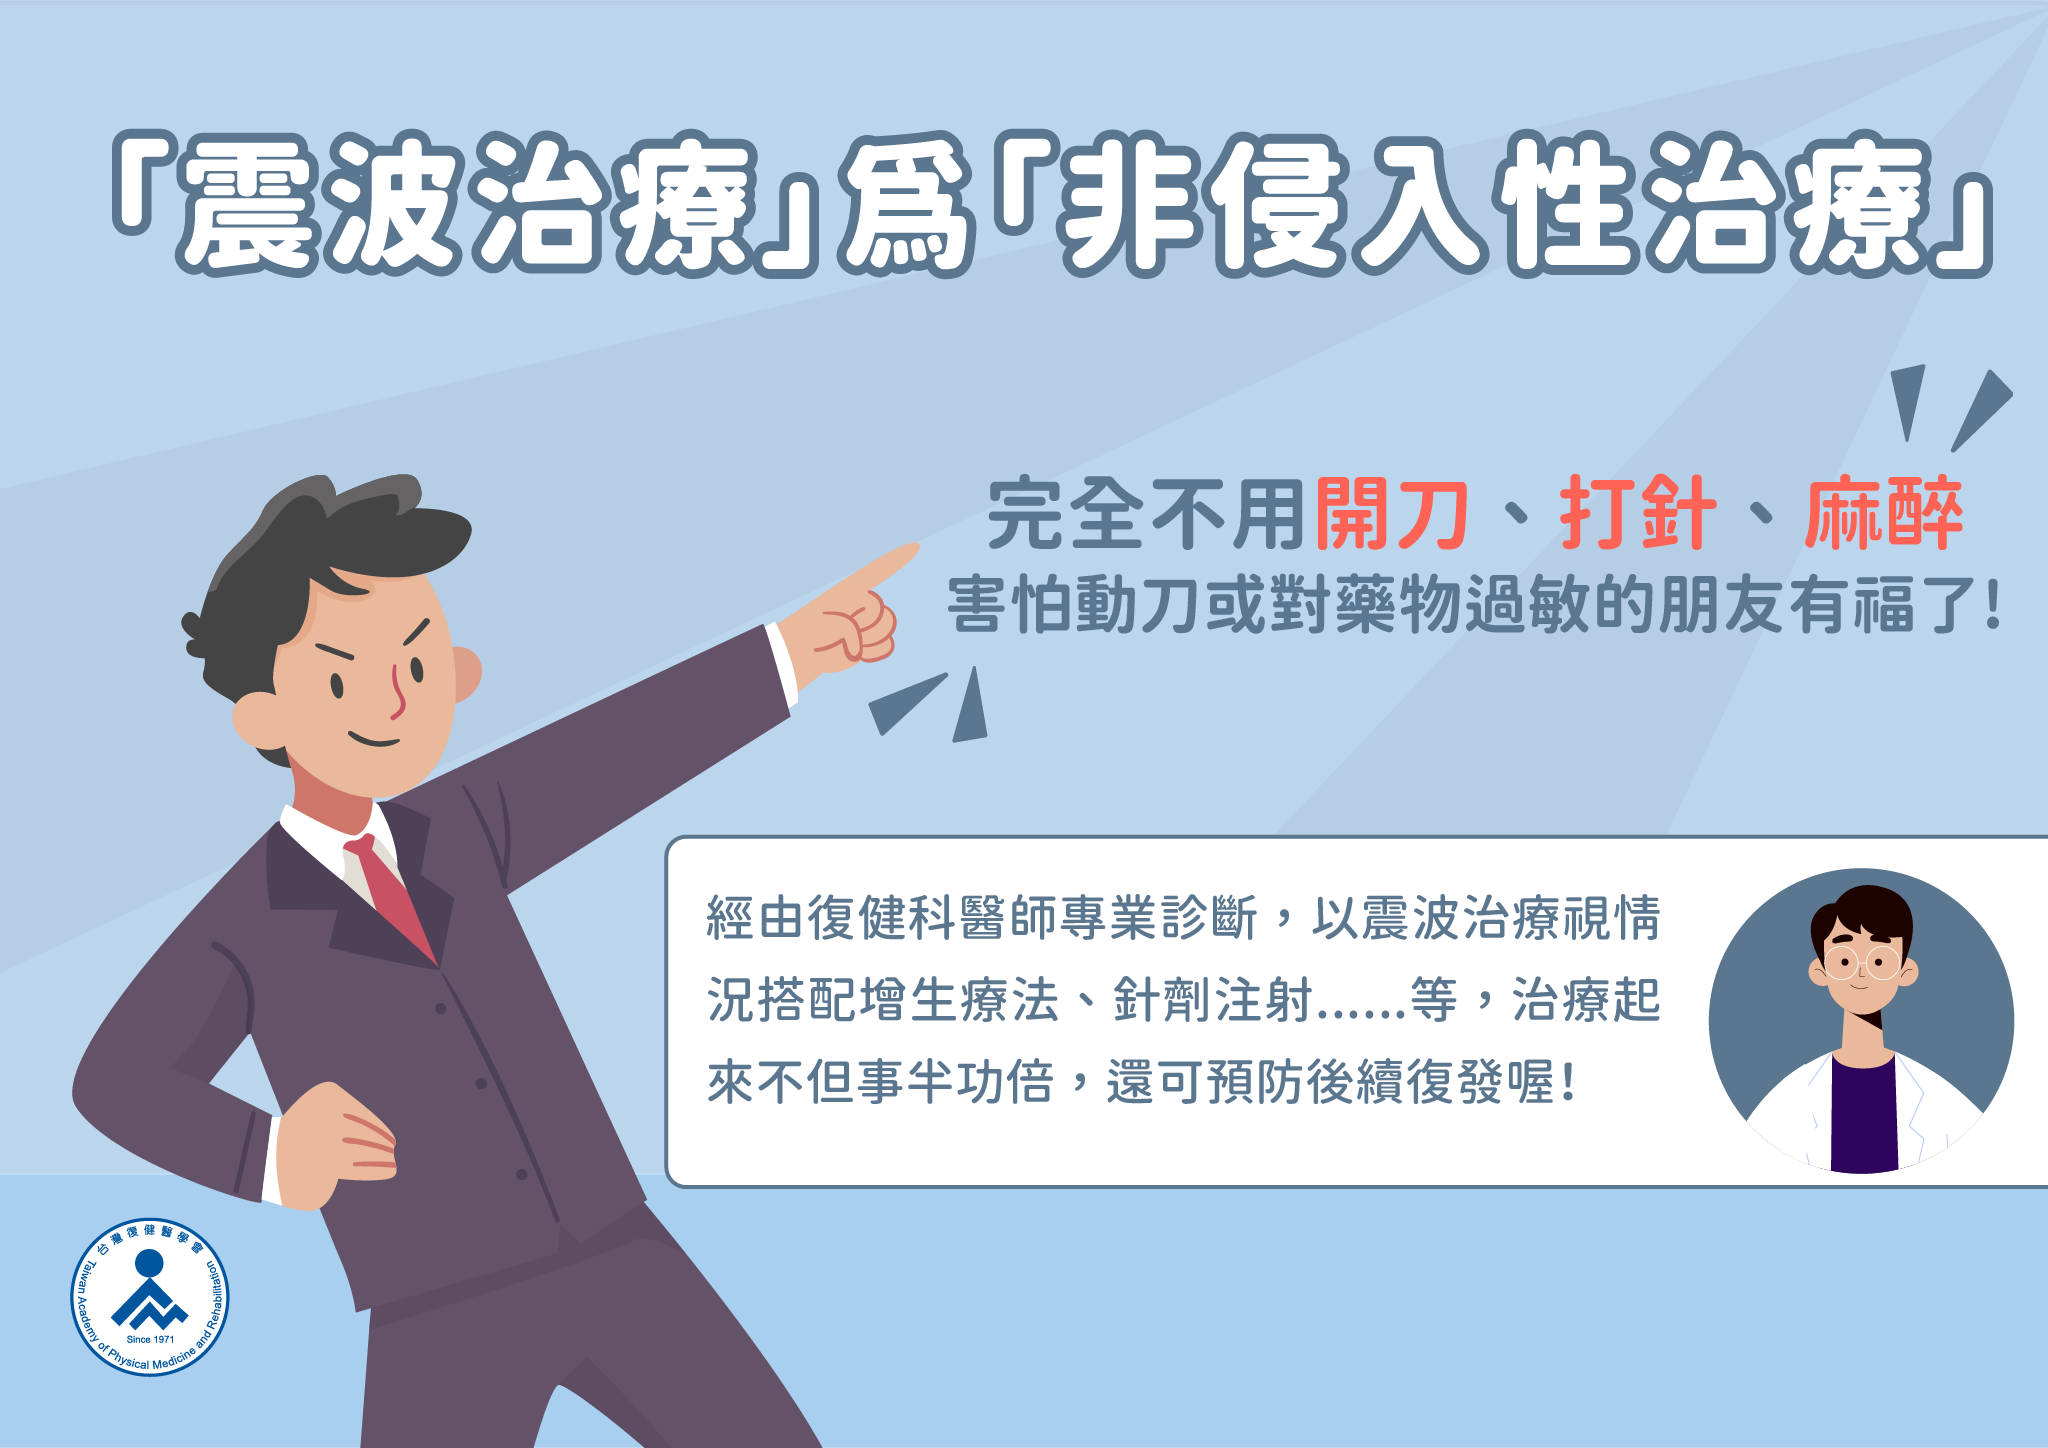 「震波治療」爲「非侵入性治療」
完全不用開刀、打針、麻醉
害怕動刀或對藥物過敏的朋友有福了!
經由復健科醫師專業診斷，以震波治療視情
況搭配增生療法、針劑注射......等，治療起
來不但事半功倍，還可預防後續復發喔!
台灣復健醫學會
Since 1971
Taiwan Academy of Physical Medicine and Rehabilitation